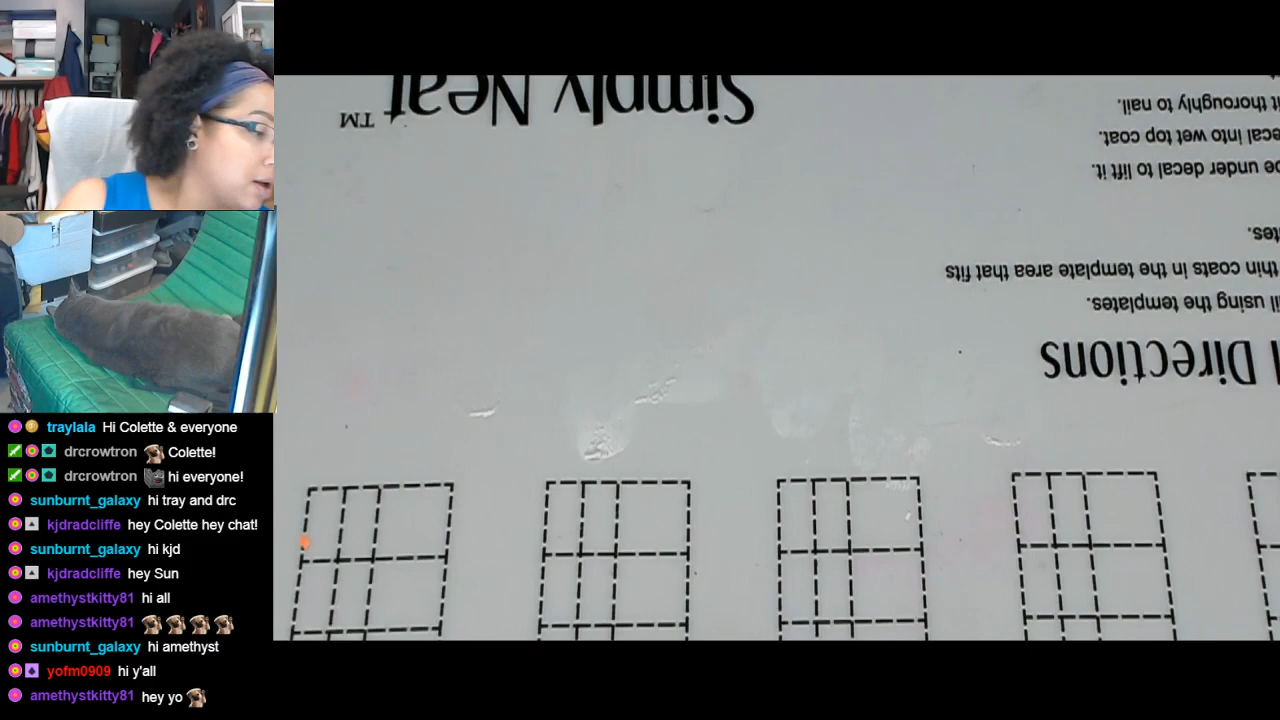 Simply Neat™
it thoroughly to nail.
decal into wet top coat.
be under decal to lift it.
thin coats in the template area that fits
using the templates.
Directions
traylala Hi Colette & everyone
drcrowtron Colette!
drcrowtron hi everyone!
sunburnt_galaxy hi tray and drc
kjdradcliffe hey Colette hey chat!
sunburnt_galaxy hi kjd
kjdradcliffe hey Sun
amethystkitty81 hi all
amethystkitty81
sunburnt_galaxy hi amethyst
yofm0909 hi y'all
amethystkitty81 hey yo